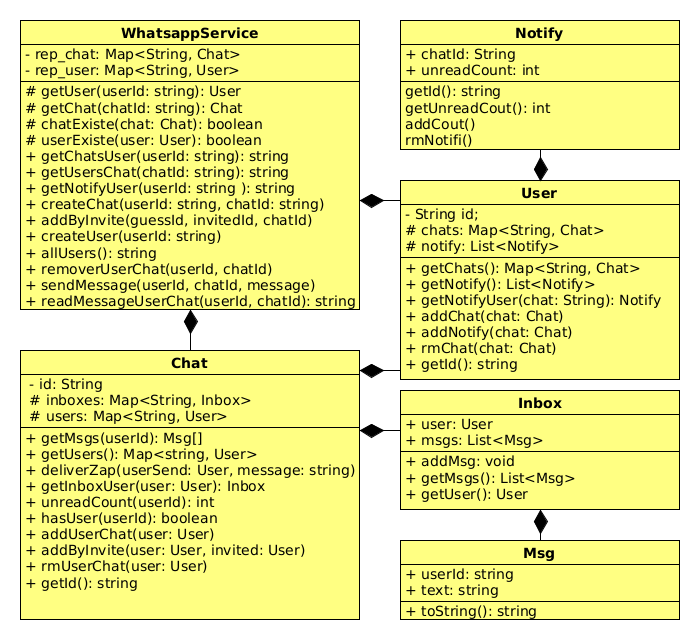 WhatsappService
- rep_chat: Map<String, Chat>
- rep_user: Map<String, User>
# getUser(userId: string): User
# getChat(chatId: string): Chat
# chatExiste(chat: Chat): boolean
# userExiste(user: User): boolean
+ getChatsUser(userId: string): string
+ getUsersChat(chatId: string): string
+ getNotifyUser(userId: string ): string
+ createChat(userId: string, chatId: string)
+ addByInvite(guessId, invitedId, chatId)
+ createUser(userId: string)
+ allUsers(): string
+ removerUserChat(userId, chatId)
+ sendMessage(userId, chatId, message)
+ readMessageUserChat(userId, chatId): string
Notify
+ chatId: String
+ unreadCount: int
getId(): string
getUnreadCout(): int
addCout()
rmNotifi()
User
- String id;
# chats: Map<String, Chat>
# notify: List<Notify>
+ getChats(): Map<String, Chat>
+ getNotify(): List<Notify>
+ getNotifyUser(chat: String): Notify
+ addChat(chat: Chat)
+ addNotify(chat: Chat)
+ rmChat(chat: Chat)
+ getId(): string
Chat
- id: String
# inboxes: Map<String, Inbox>
# users: Map<String, User>
+ getMsgs(userId): Msg[]
+ getUsers(): Map<string, User>
+ deliverZap(userSend: User, message: string)
+ getInboxUser(user: User): Inbox
+ unreadCount(userId): int
+ hasUser(userId): boolean
+ addUserChat(user: User)
+ addByInvite(user: User, invited: User)
+ rmUserChat(user: User)
+ getId(): string
Inbox
+ user: User
+ msgs: List<Msg>
+ addMsg: void
+ getMsgs(): List<Msg>
+ getUser(): User
Msg
+ userId: string
+ text: string
+ toString(): string